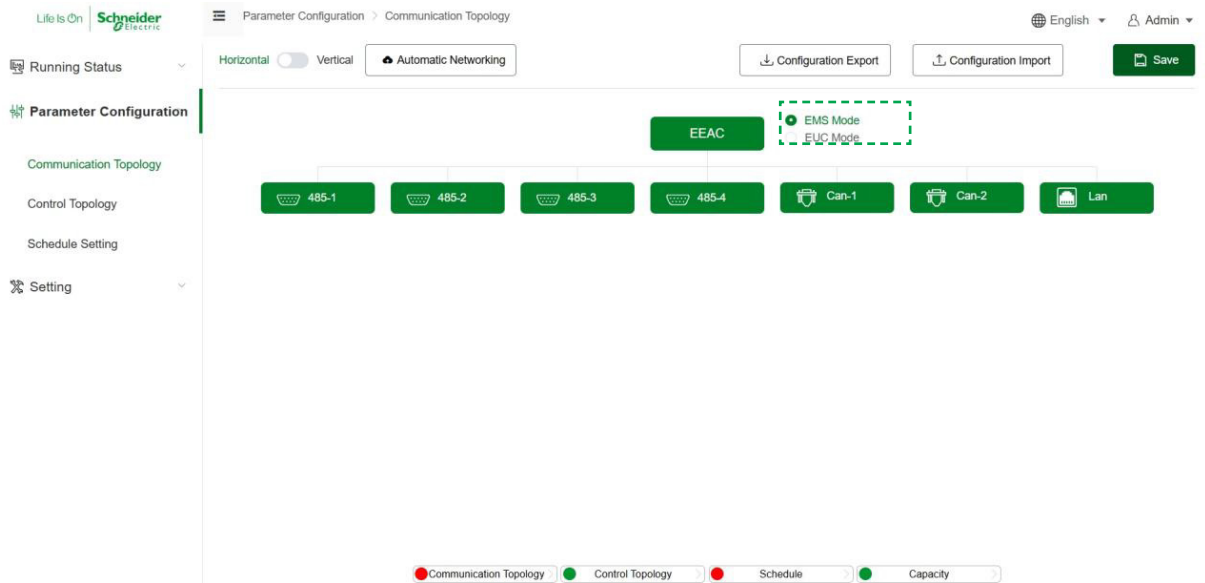 Life Is On
Schneider
Electric
Parameter Configuration > Communication Topology
English
Admin
Running Status
Horizontal
Vertical
Automatic Networking
Configuration Export
Configuration Import
Save
Parameter Configuration
EEAC
EMS Mode
EUC Mode
Communication Topology
485-1
485-2
485-3
485-4
Can-1
Can-2
Lan
Control Topology
Schedule Setting
Setting
Communication Topology
Control Topology
Schedule
Capacity